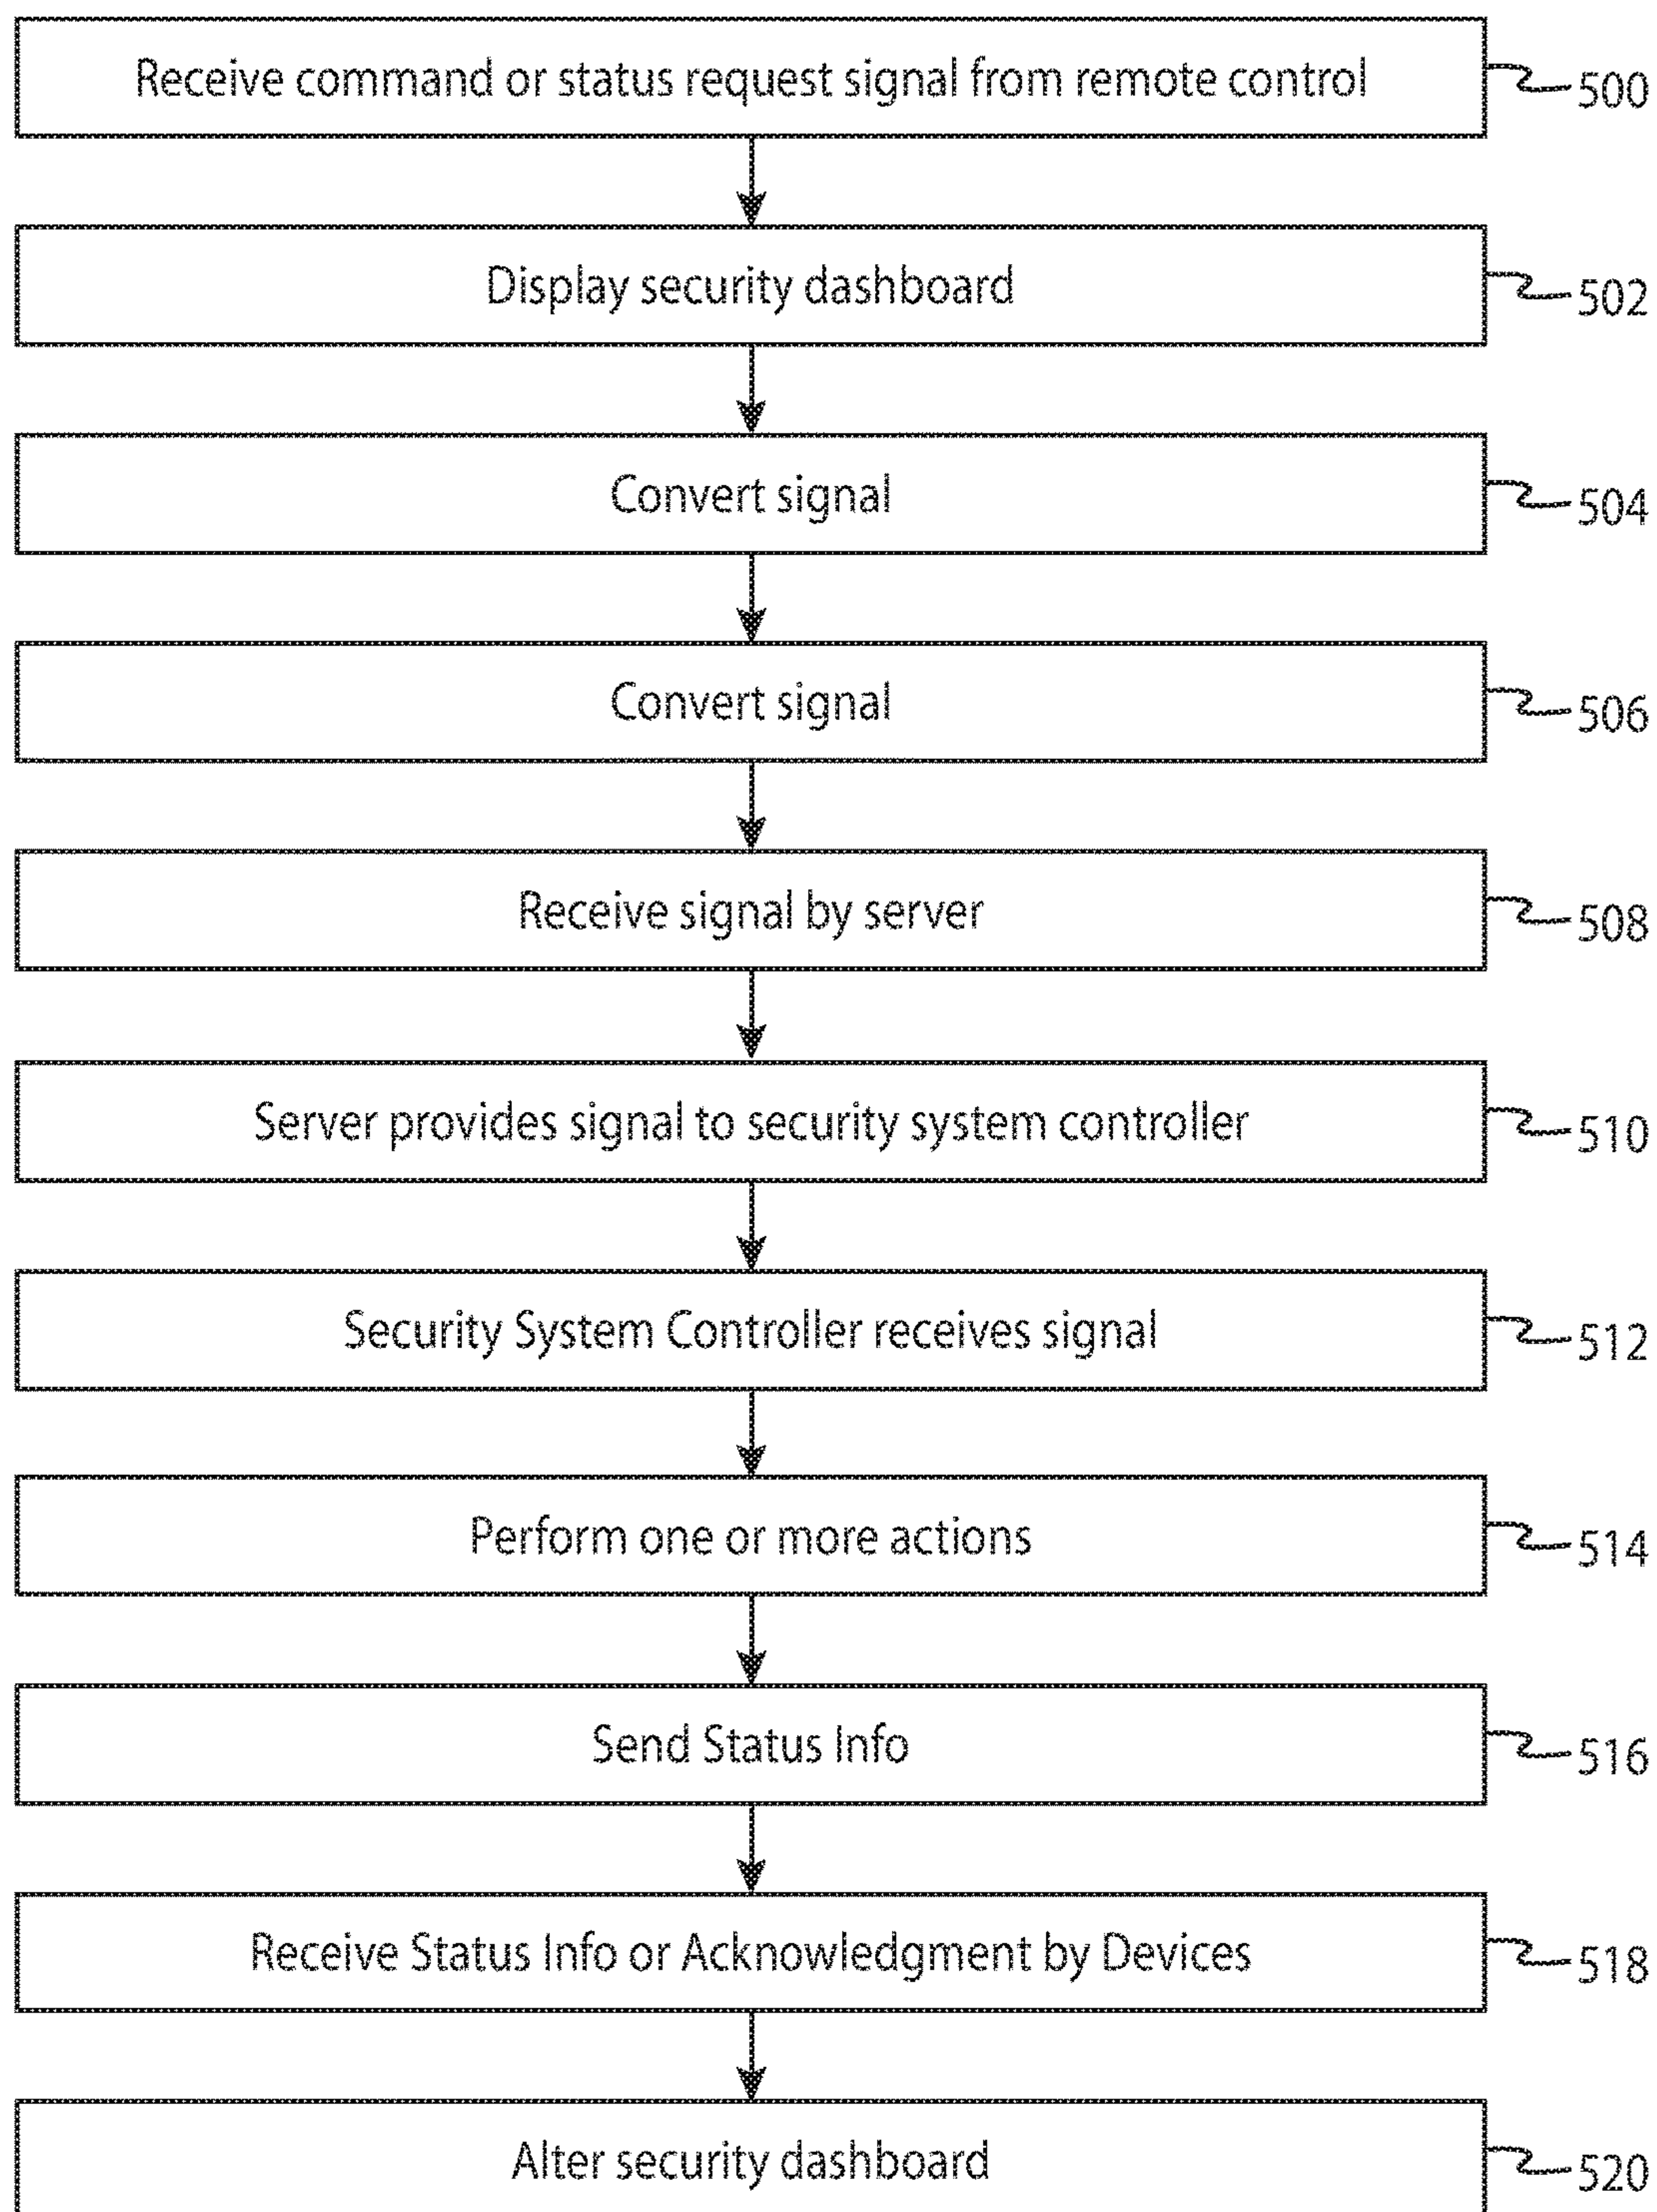 Receive command or status request signal from remote control
500
Display security dashboard
502
Convert signal
504
Convert signal
506
Receive signal by server
508
Server provides signal to security system controller
510
Security System Controller receives signal
512
Perform one or more actions
514
Send Status Info
516
Receive Status Info or Acknowledgment by Devices
518
Alter security dashboard
520